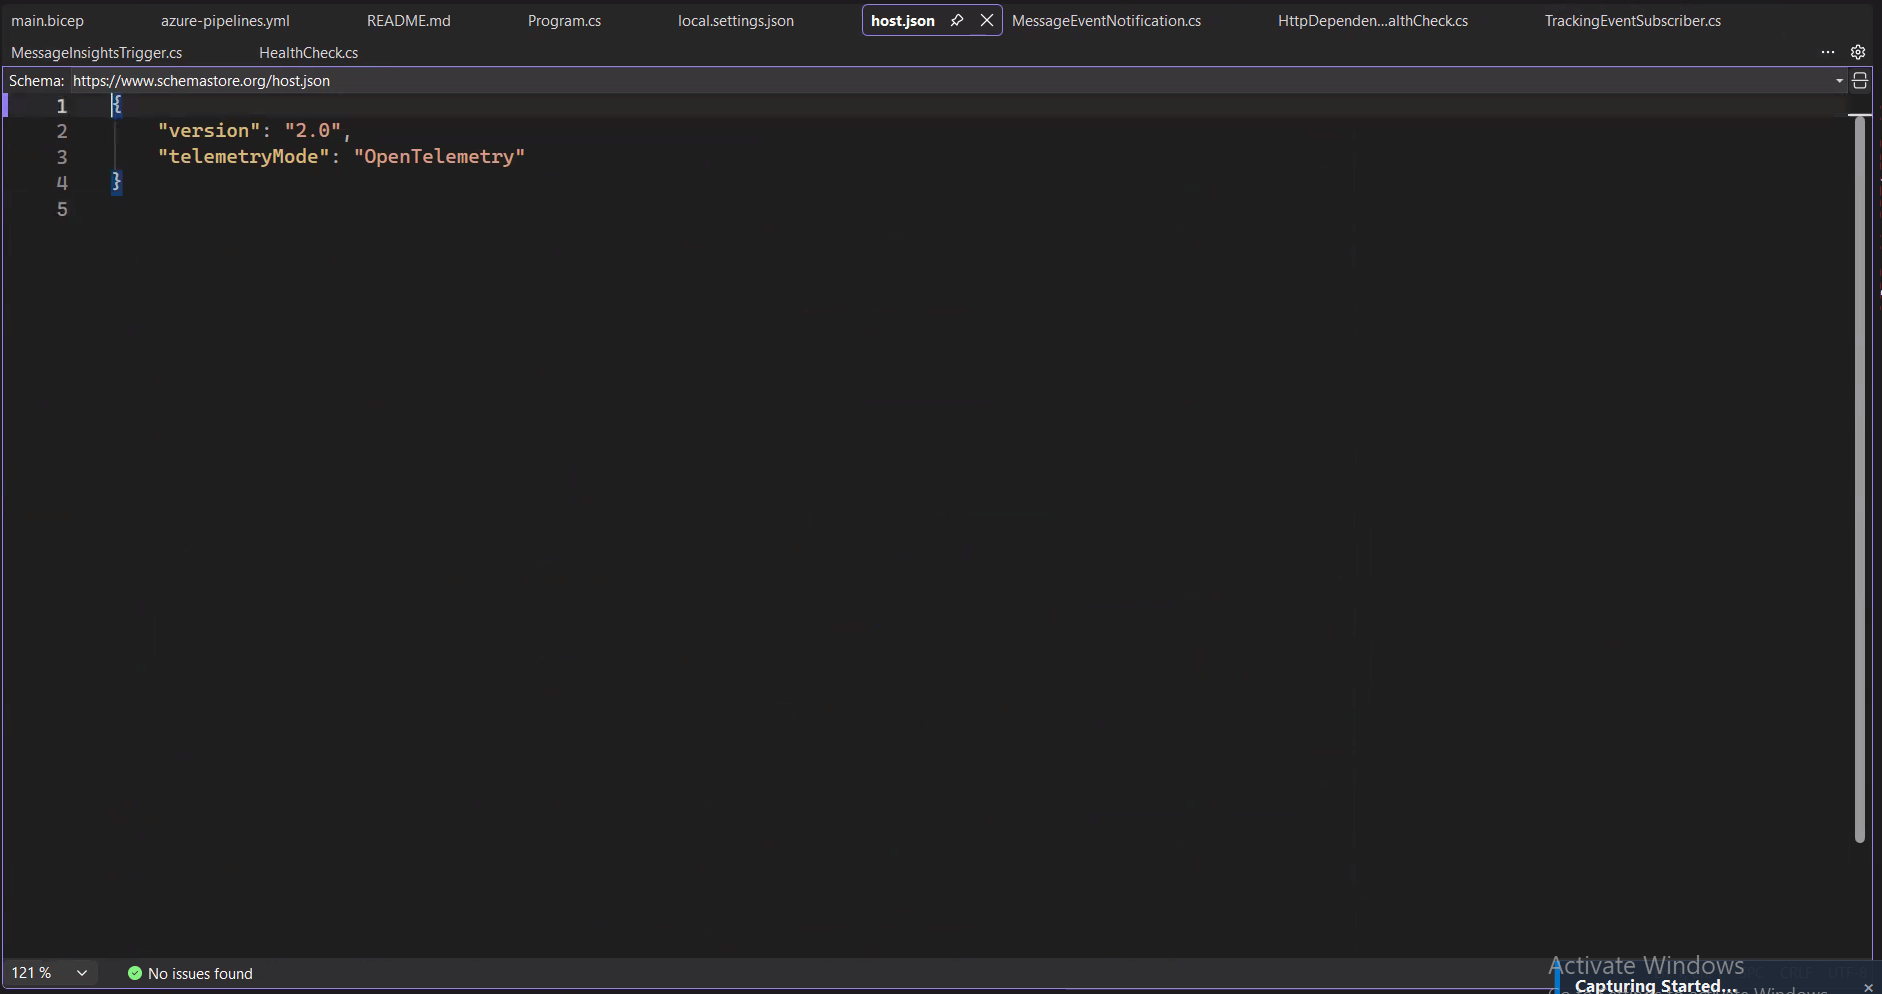 main.bicep azure-pipelines.yml README.md Program.cs local.settings.json host.json MessageEventNotification.cs HttpDependen...althCheck.cs TrackingEventSubscriber.cs
MessageInsightsTrigger.cs HealthCheck.cs
Schema: https://www.schemastore.org/host.json
1 {
2 "version": "2.0",
3 "telemetryMode": "OpenTelemetry"
4 }
5
121 % No issues found
Activate Windows
Capturing Started...